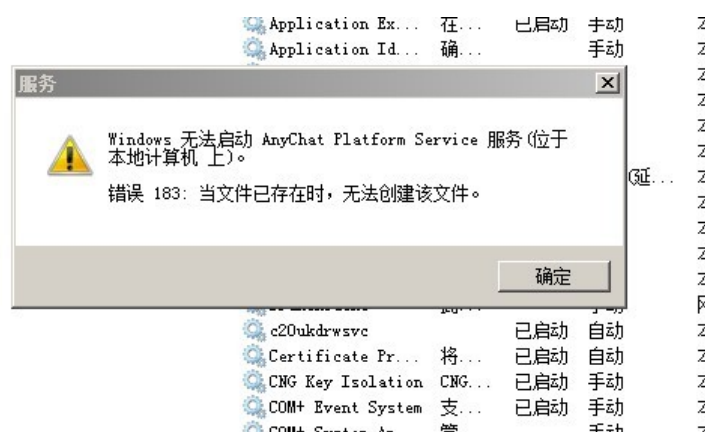 Application Ex... 在... 已启动 手动
Application Id... 确... 手动
服务
Windows 无法启动 AnyChat Platform Service 服务(位于
本地计算机 上)。
错误 183: 当文件已存在时，无法创建该文件。
(延...
确定
c20ukdrwsvc 已启动 自动
Certificate Pr... 将... 已启动 自动
CNG Key Isolation CNG... 已启动 手动
COM+ Event System 支... 已启动 手动